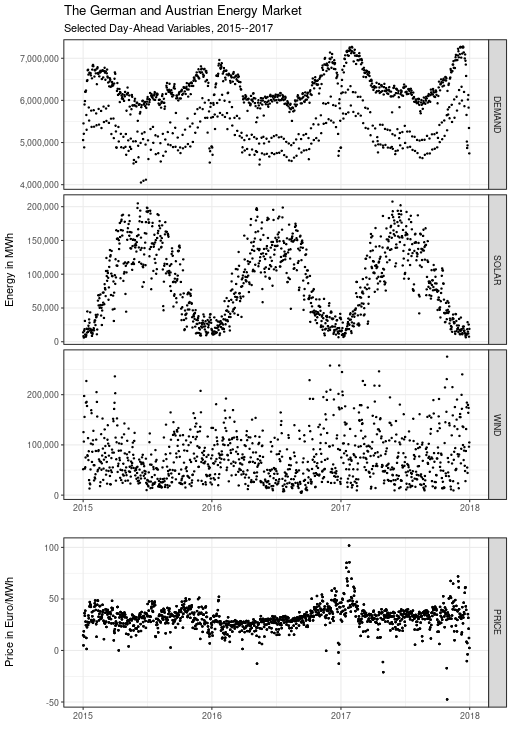 The German and Austrian Energy Market
Selected Day-Ahead Variables, 2015--2017
7,000,000
6,000,000
5,000,000
4,000,000
DEMAND
200,000
150,000
100,000
50,000
0
SOLAR
Energy in MWh
200,000
100,000
0
WIND
2015 2016 2017 2018
100
50
0
-50
PRICE
Price in Euro/MWh
2015 2016 2017 2018